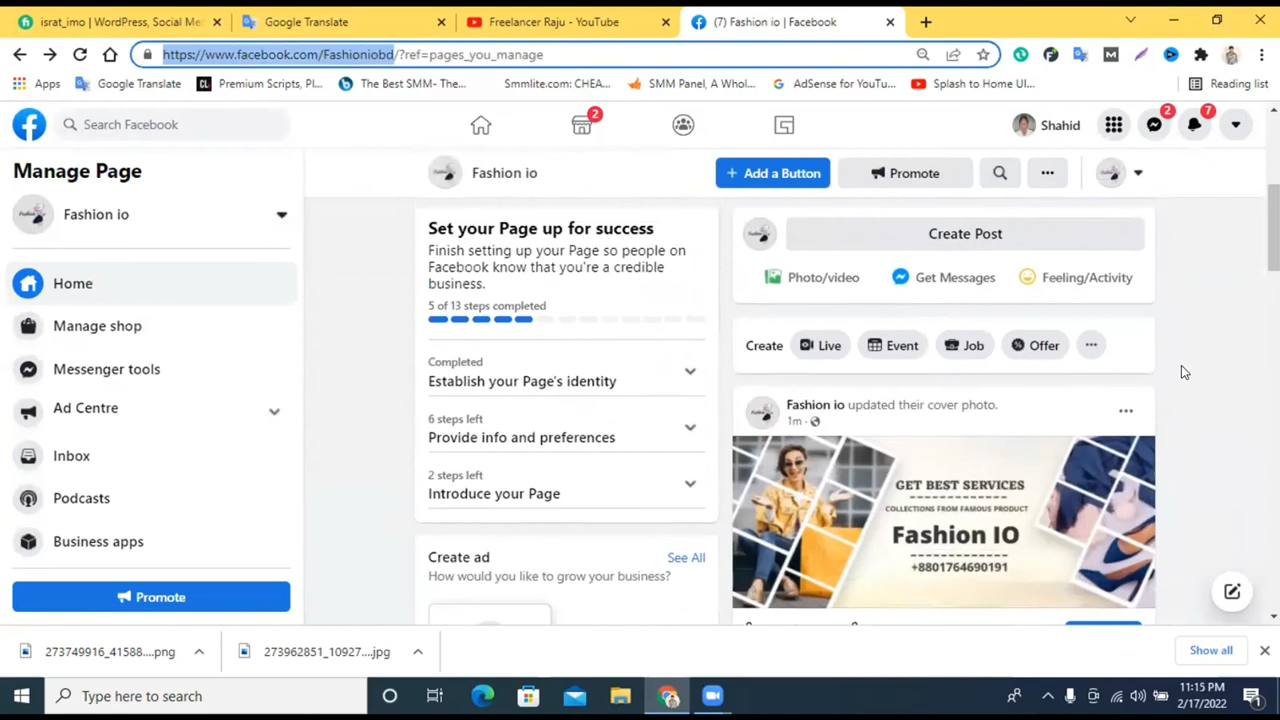 israt_imo | WordPress, Social Me
Google Translate
Freelancer Raju - YouTube
(7) Fashion io | Facebook
https://www.facebook.com/Fashioniobd/?ref=pages_you_manage
Apps
Google Translate
Premium Scripts, Pl...
The Best SMM- The...
Smmlite.com: CHEA...
SMM Panel, A Whol...
AdSense for YouTu...
Splash to Home UI...
Reading list
Search Facebook
2
Shahid
2
7
Manage Page
Fashion io
Home
Manage shop
Messenger tools
Ad Centre
Inbox
Podcasts
Business apps
Promote
Fashion io
+ Add a Button
Promote
Set your Page up for success
Finish setting up your Page so people on
Facebook know that you're a credible
business.
5 of 13 steps completed
Completed
Establish your Page's identity
6 steps left
Provide info and preferences
2 steps left
Introduce your Page
Create ad
See All
How would you like to grow your business?
Create Post
Photo/video
Get Messages
Feeling/Activity
Create
Live
Event
Job
Offer
Fashion io updated their cover photo.
1m ·
GET BEST SERVICES
COLLECTIONS FROM FAMOUS PRODUCT
Fashion IO
+8801764690191
273749916_41588....png
273962851_10927....jpg
Show all
Type here to search
11:15 PM
2/17/2022
1